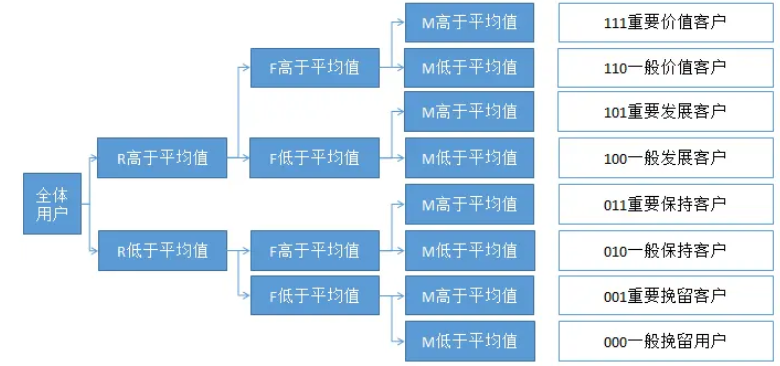 M高于平均值
111重要价值客户
F高于平均值
M低于平均值
110一般价值客户
M高于平均值
101重要发展客户
R高于平均值
F低于平均值
M低于平均值
100一般发展客户
全体
用户
M高于平均值
011重要保持客户
R低于平均值
F高于平均值
M低于平均值
010一般保持客户
F低于平均值
M高于平均值
001重要挽留客户
M低于平均值
000一般挽留用户